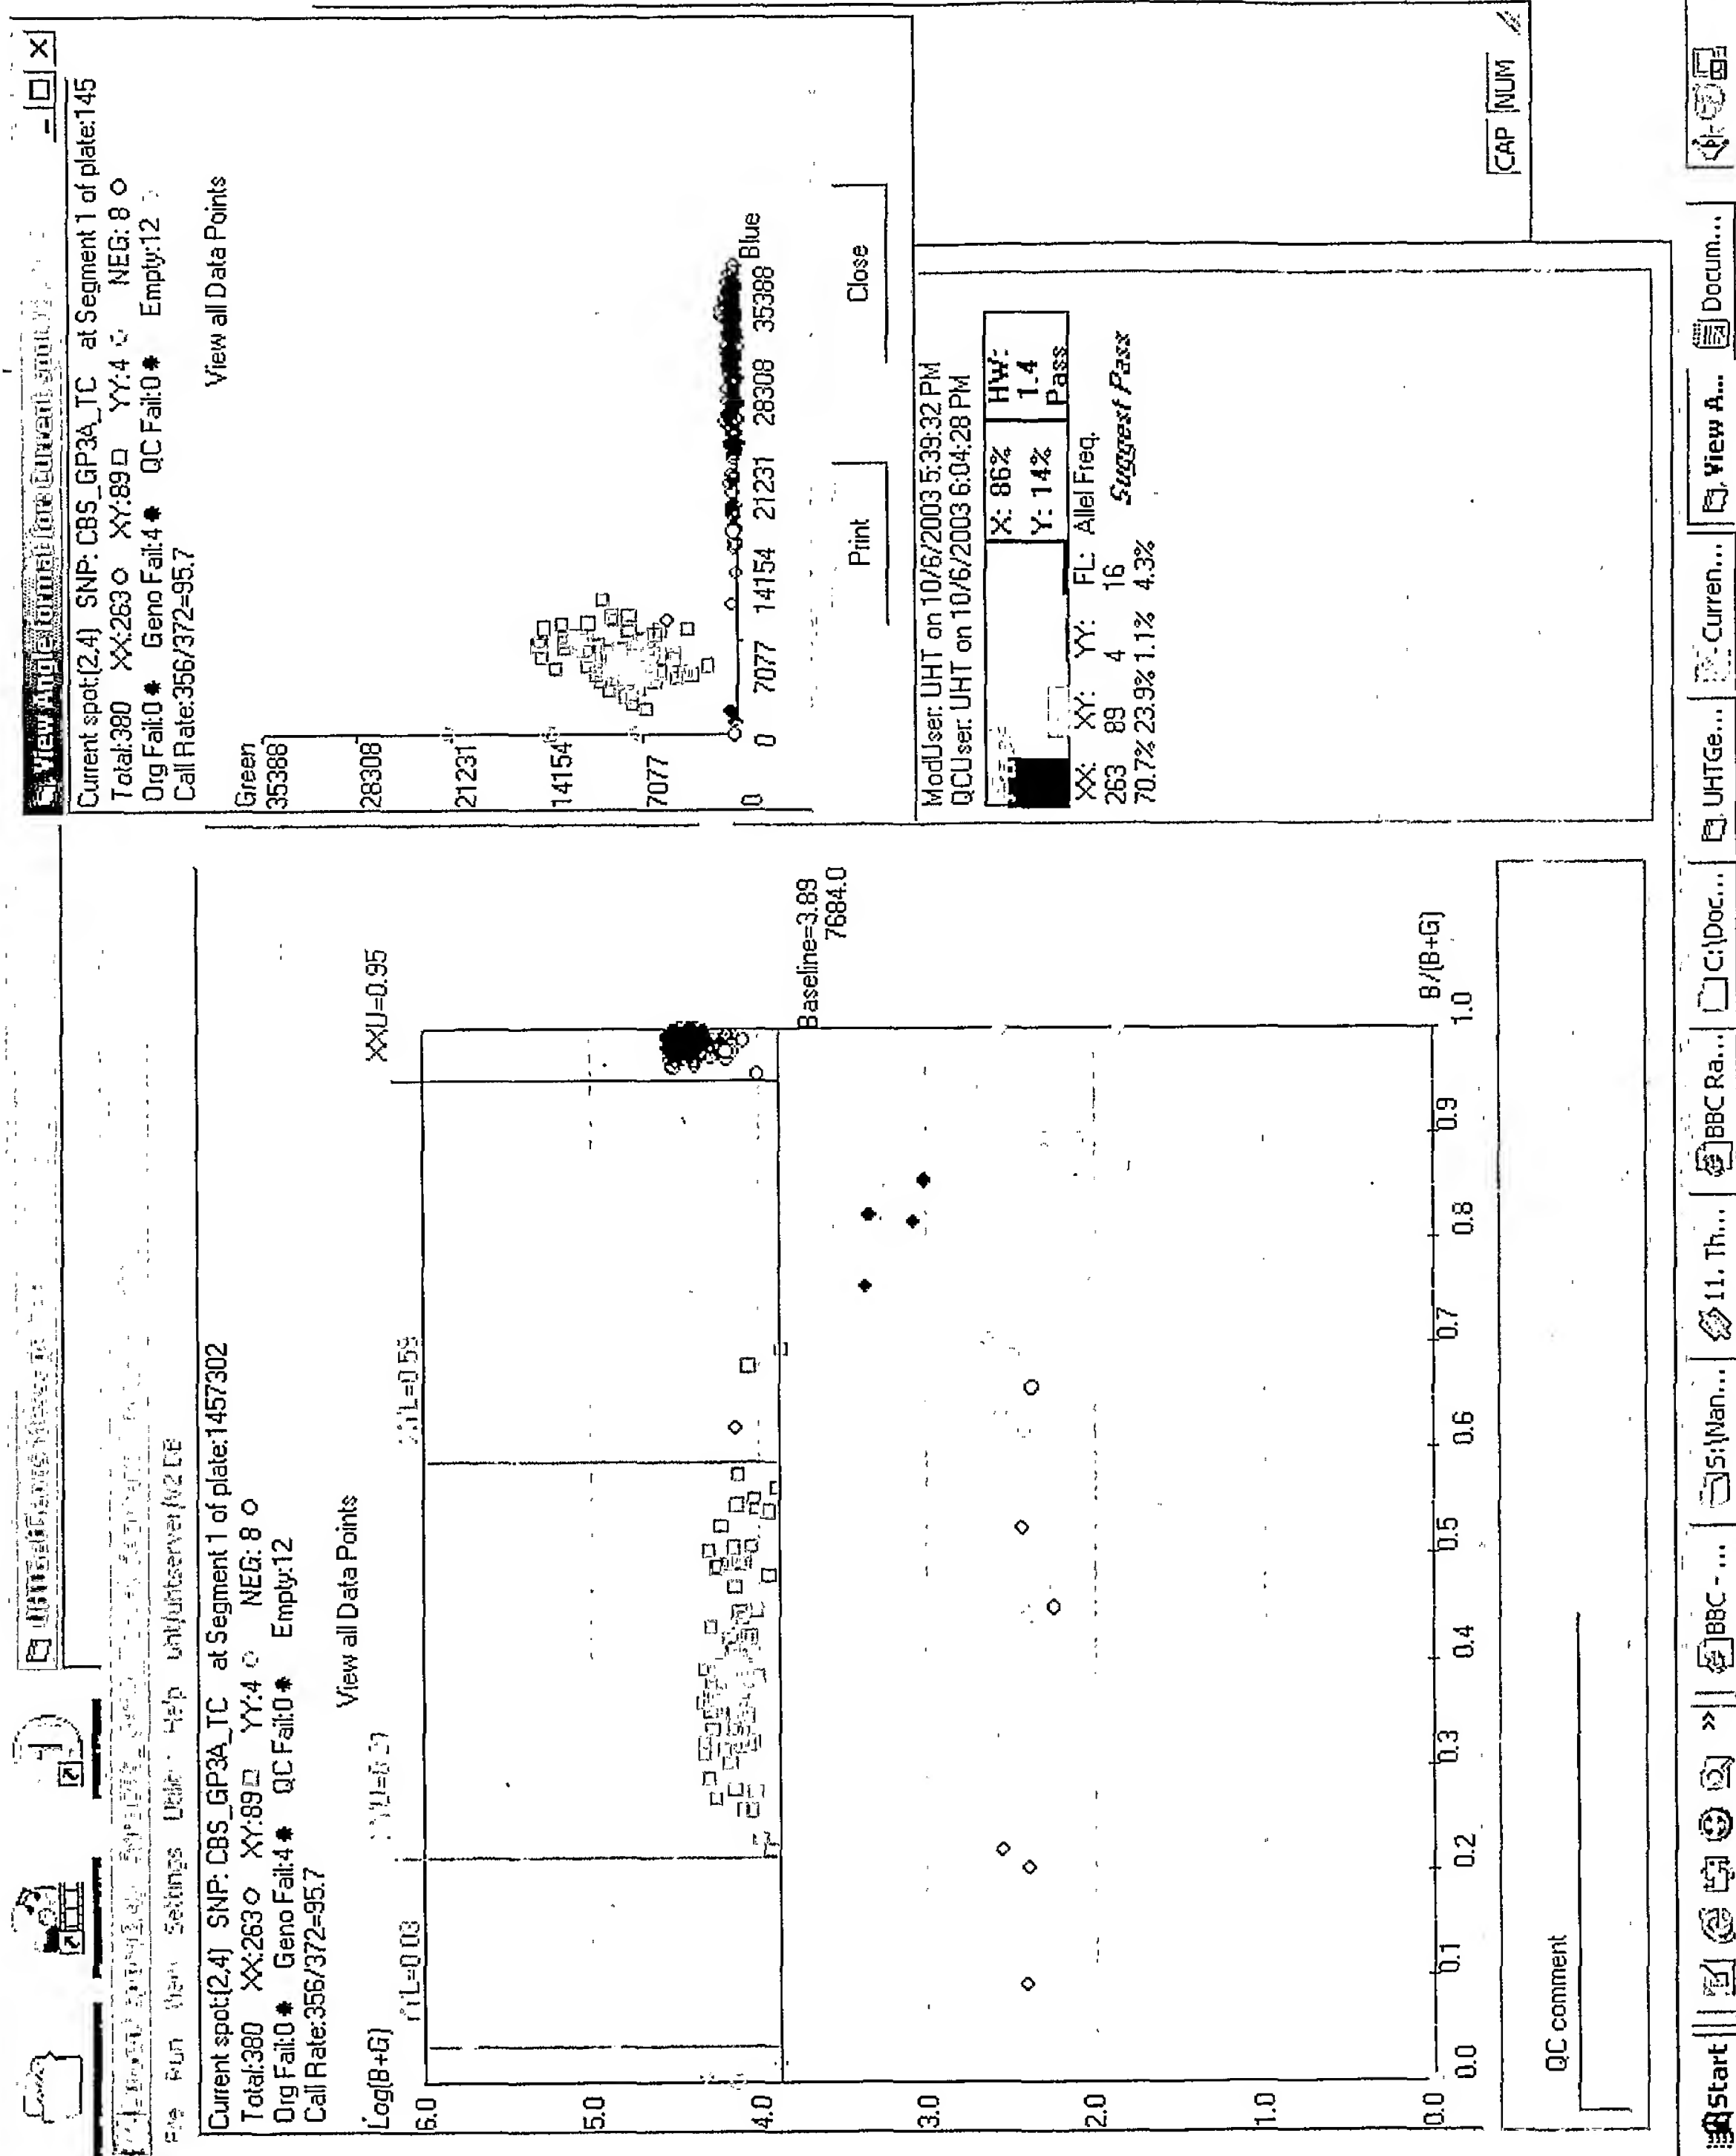 File Run View Settings Utility Help
Current spot:(2,4) SNP: CBS_GP3A_TC at Segment 1 of plate:1457302
Total:380 XX:263 XY:89 YY:4 NEG: 8
Org Fail:0 Geno Fail:4 QC Fail:0 Empty:12
Call Rate:356/372=95.7
View all Data Points
Log(B+G)
XXU=0.95
6.0
5.0
4.0
3.0
2.0
1.0
0.0
Baseline=3.89
7684.0
B/(B+G)
0.0 0.1 0.2 0.3 0.4 0.5 0.6 0.7 0.8 0.9 1.0
QC comment
Current spot:(2,4) SNP: CBS_GP3A_TC at Segment 1 of plate:145
Total:380 XX:263 XY:89 YY:4 NEG: 8
Org Fail:0 Geno Fail:4 QC Fail:0 Empty:12
Call Rate:356/372=95.7
View all Data Points
Green
35388
28308
21231
14154
7077
0
0 7077 14154 21231 28308 35388 Blue
Print Close
ModUser: UHT on 10/6/2003 5:39:32 PM
QCUser: UHT on 10/6/2003 6:04:28 PM
X: 86% HW:
Y: 14% 1.4
Pass
XX: XY: YY: FL: Allel Freq.
263 89 4 16 Suggest Pass
70.7% 23.9% 1.1% 4.3%
CAP NUM
Start » BBC - ... S:\Nan... 11. Th... BBC Ra... C:\Doc... UHTGe... Curren... View A... Docum...